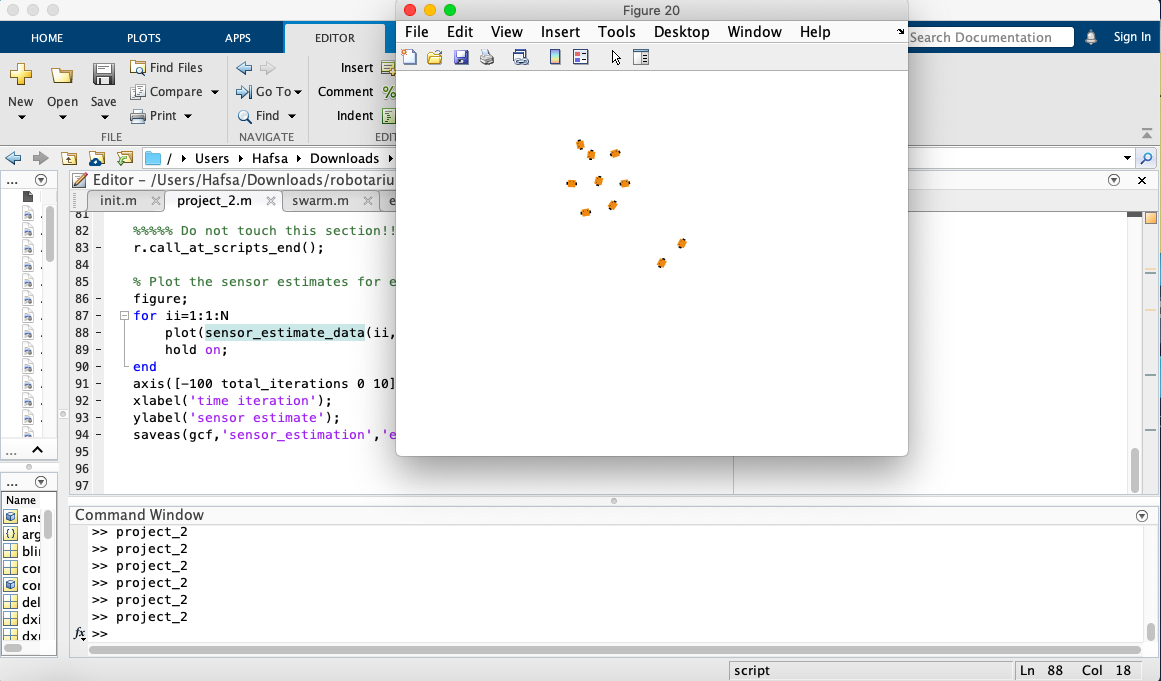 Figure 20
File Edit View Insert Tools Desktop Window Help
HOME PLOTS APPS EDITOR
Search Documentation
Sign In
New Open Save
Find Files
Compare
Print
FILE
Go To
Find
NAVIGATE
Insert
Comment
Indent
EDIT
/ Users Hafsa Downloads
Editor - /Users/Hafsa/Downloads/robotariu
init.m project_2.m swarm.m e
81
82 %%%%% Do not touch this section!!
83 - r.call_at_scripts_end();
84
85 % Plot the sensor estimates for e
86 - figure;
87 - for ii=1:1:N
88 - plot(sensor_estimate_data(ii,
89 - hold on;
90 - end
91 - axis([-100 total_iterations 0 10]
92 - xlabel('time iteration');
93 - ylabel('sensor estimate');
94 - saveas(gcf,'sensor_estimation','e
95
96
97
...
...
...
Name
ans
arg
blin
cor
cor
del
dxi
dxu
Command Window
>> project_2
>> project_2
>> project_2
>> project_2
>> project_2
>> project_2
fx >>
script
Ln 88 Col 18